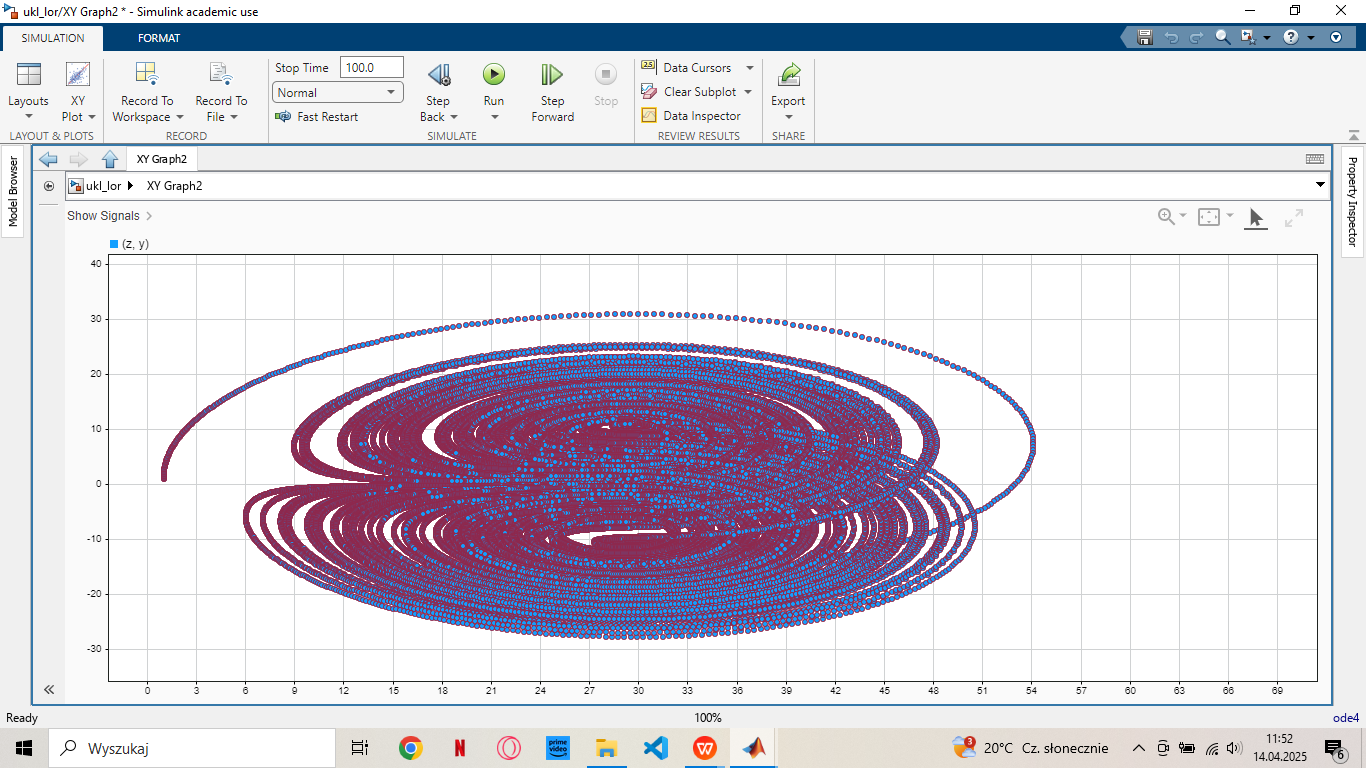 ukl_lor/XY Graph2 * - Simulink academic use
SIMULATION
FORMAT
Layouts
XY
Plot
LAYOUT & PLOTS
Record To
Workspace
Record To
File
RECORD
Stop Time
100.0
Normal
Fast Restart
Step
Back
Run
Step
Forward
Stop
SIMULATE
2.5
Data Cursors
Clear Subplot
Data Inspector
REVIEW RESULTS
Export
SHARE
Model Browser
XY Graph2
ukl_lor
XY Graph2
Property Inspector
Show Signals
(z, y)
40
30
20
10
0
-10
-20
-30
0 3 6 9 12 15 18 21 24 27 30 33 36 39 42 45 48 51 54 57 60 63 66 69
Ready
100%
ode4
Wyszukaj
N
prime
video
W
3
20°C Cz. słonecznie
11:52
14.04.2025
6